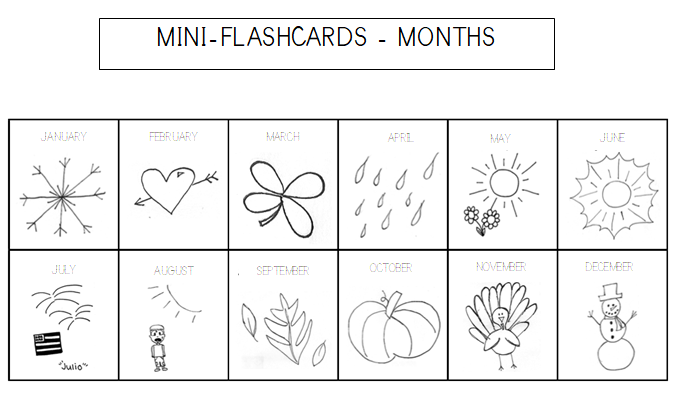 MINI-FLASHCARDS - MONTHS
JANUARY FEBRUARY MARCH APRIL MAY JUNE
JULY AUGUST SEPTEMBER OCTOBER NOVEMBER DECEMBER
"Julio"